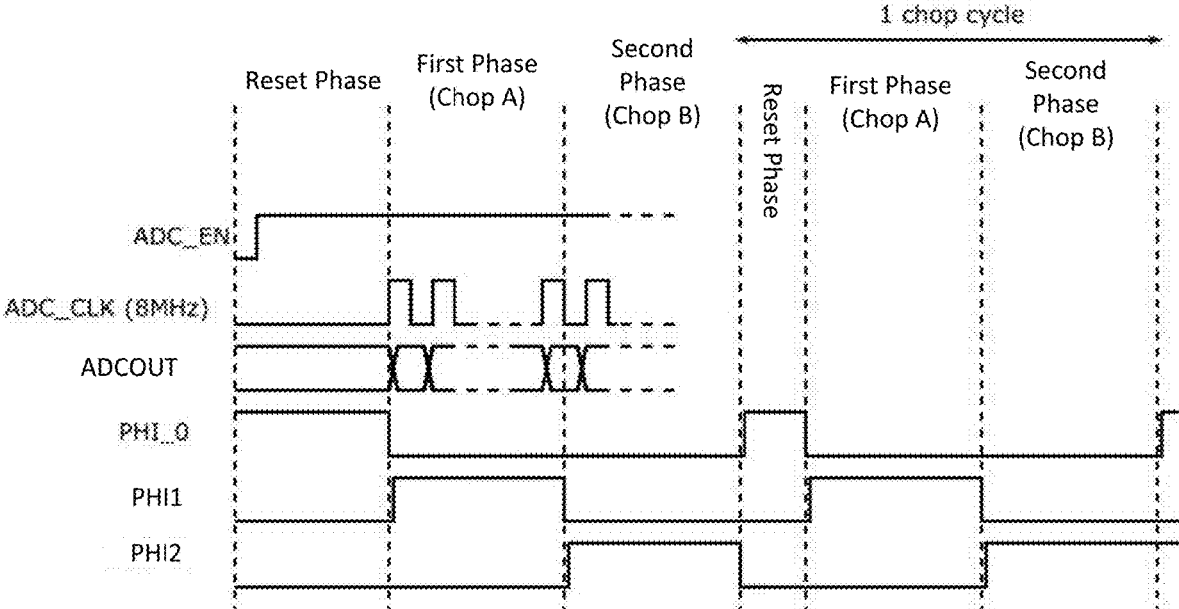 1 chop cycle
Reset Phase
First Phase
(Chop A)
Second
Phase
(Chop B)
Reset Phase
First Phase
(Chop A)
Second
Phase
(Chop B)
ADC_EN
ADC_CLK (8MHz)
ADCOUT
PHI_0
PHI1
PHI2